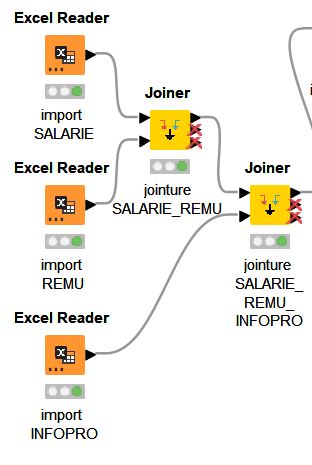 Excel Reader
import
SALARIE
Joiner
jointure
SALARIE_REMU
Excel Reader
import
REMU
Joiner
jointure
SALARIE_
REMU_
INFOPRO
Excel Reader
import
INFOPRO